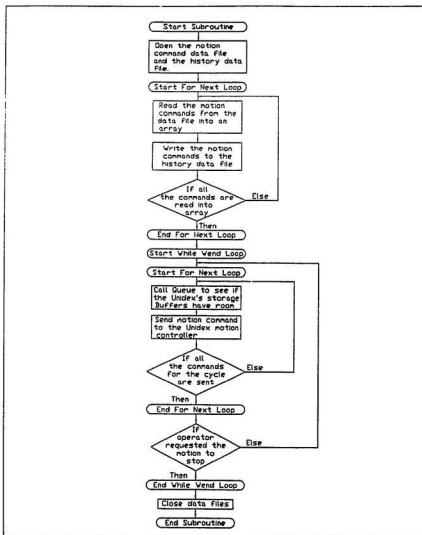 Start Subroutine
Open the motion
command data file
and the history data
file.
Start For Next Loop
Read the motion
commands from the
data file into an
array
Write the motion
commands to the
history data file
If all
the commands are
read into
array
Else
Then
End For Next Loop
Start While Wend Loop
Start For Next Loop
Call Queue to see if
the Unidex's storage
Buffers have room
Send motion command
to the Unidex motion
controller
If all
the commands
for the cycle
are sent
Else
Then
End For Next Loop
If
operator
requested the
motion to
stop
Else
Then
End While Wend Loop
Close data files
End Subroutine